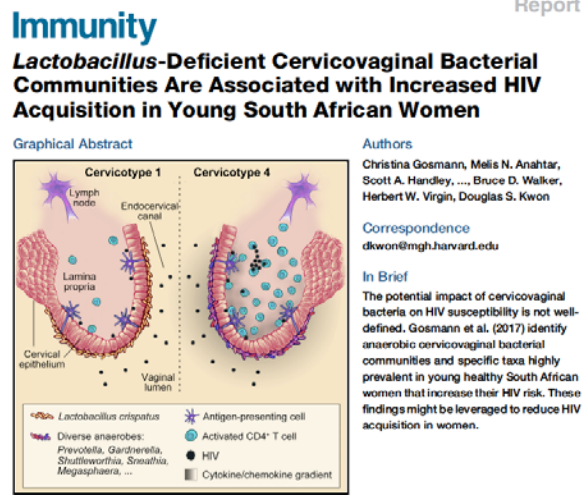 Report
Immunity
Lactobacillus-Deficient Cervicovaginal Bacterial
Communities Are Associated with Increased HIV
Acquisition in Young South African Women
Graphical Abstract
Cervicotype 1
Cervicotype 4
Lymph
node
Endocervical
canal
Lamina
propria
Cervical
epithelium
Vaginal
lumen
Lactobacillus crispatus
Diverse anaerobes:
Prevotella, Gardnerella,
Shuttleworthia, Sneathia,
Megasphaera, ...
Antigen-presenting cell
Activated CD4+ T cell
HIV
Cytokine/chemokine gradient
Authors
Christina Gosmann, Melis N. Anahtar,
Scott A. Handley, ..., Bruce D. Walker,
Herbert W. Virgin, Douglas S. Kwon
Correspondence
dkwon@mgh.harvard.edu
In Brief
The potential impact of cervicovaginal
bacteria on HIV susceptibility is not well-
defined. Gosmann et al. (2017) identify
anaerobic cervicovaginal bacterial
communities and specific taxa highly
prevalent in young healthy South African
women that increase their HIV risk. These
findings might be leveraged to reduce HIV
acquisition in women.